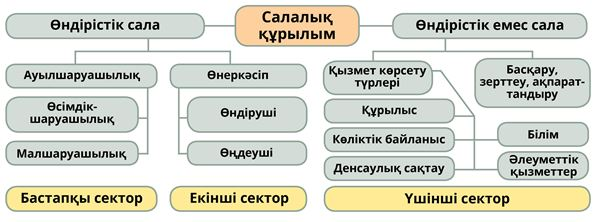 Салалық
құрылым
Өндірістік сала
Өндірістік емес сала
Ауылшаруашылық
Өнеркәсіп
Қызмет көрсету
түрлері
Басқару,
зерттеу, ақпарат-
тандыру
Өсімдік-
шаруашылық
Өндіруші
Құрылыс
Малшаруашылық
Өңдеуші
Көліктік байланыс
Білім
Денсаулық сақтау
Әлеуметтік
қызметтер
Бастапқы сектор
Екінші сектор
Үшінші сектор